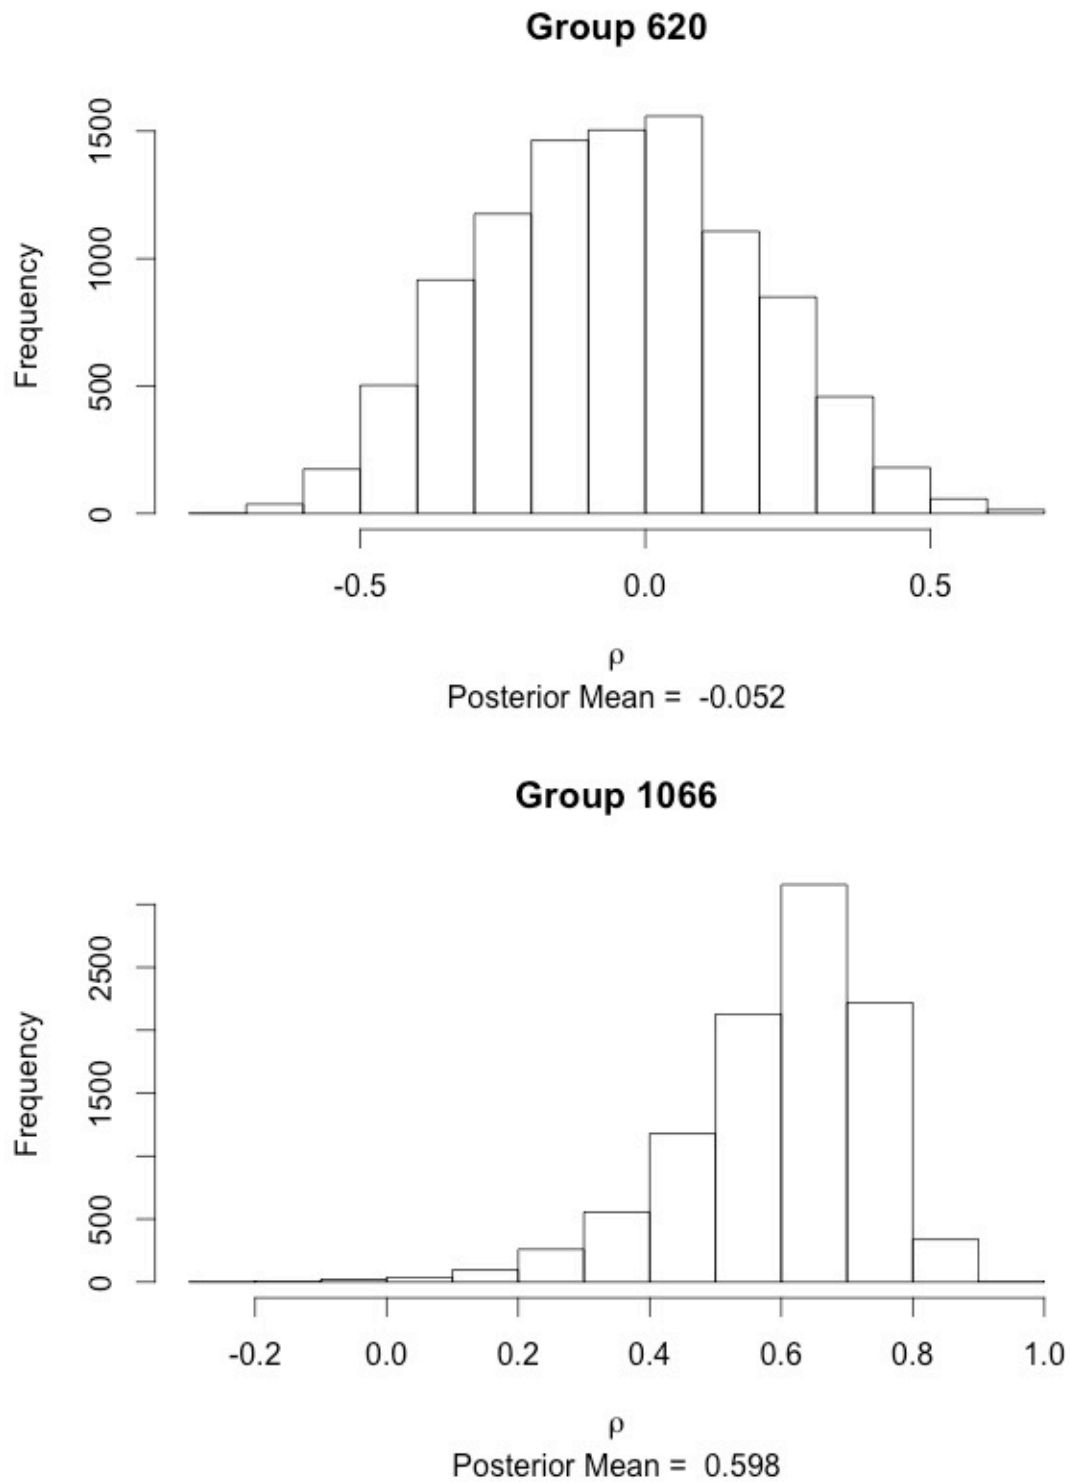 Group 620
Frequency
1500
1000
500
0
-0.5 0.0 0.5
ρ
Posterior Mean = -0.052
Group 1066
Frequency
2500
1500
500
0
-0.2 0.0 0.2 0.4 0.6 0.8 1.0
ρ
Posterior Mean = 0.598